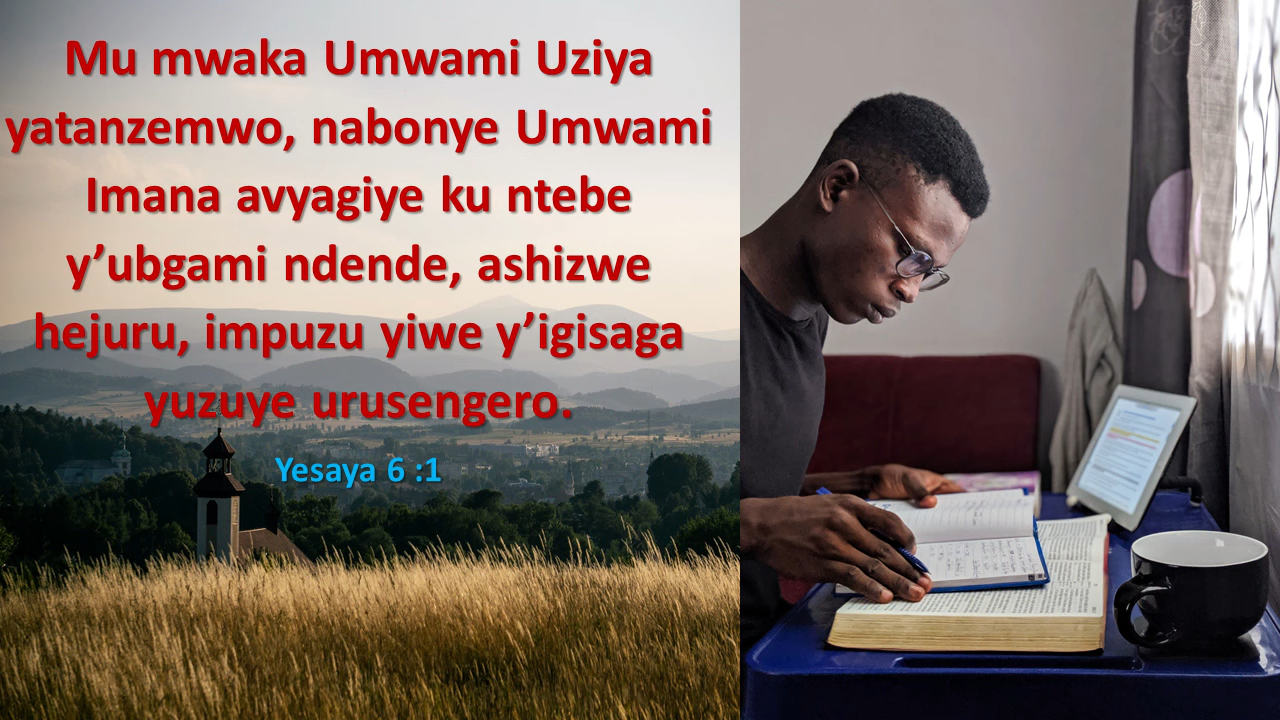 Mu mwaka Umwami Uziya
yatanzemwo, nabonye Umwami
Imana avyagiye ku ntebe
y’ubgami ndende, ashizwe
hejuru, impuzu yiwe y’igisaga
yuzuye urusengero.
Yesaya 6 :1